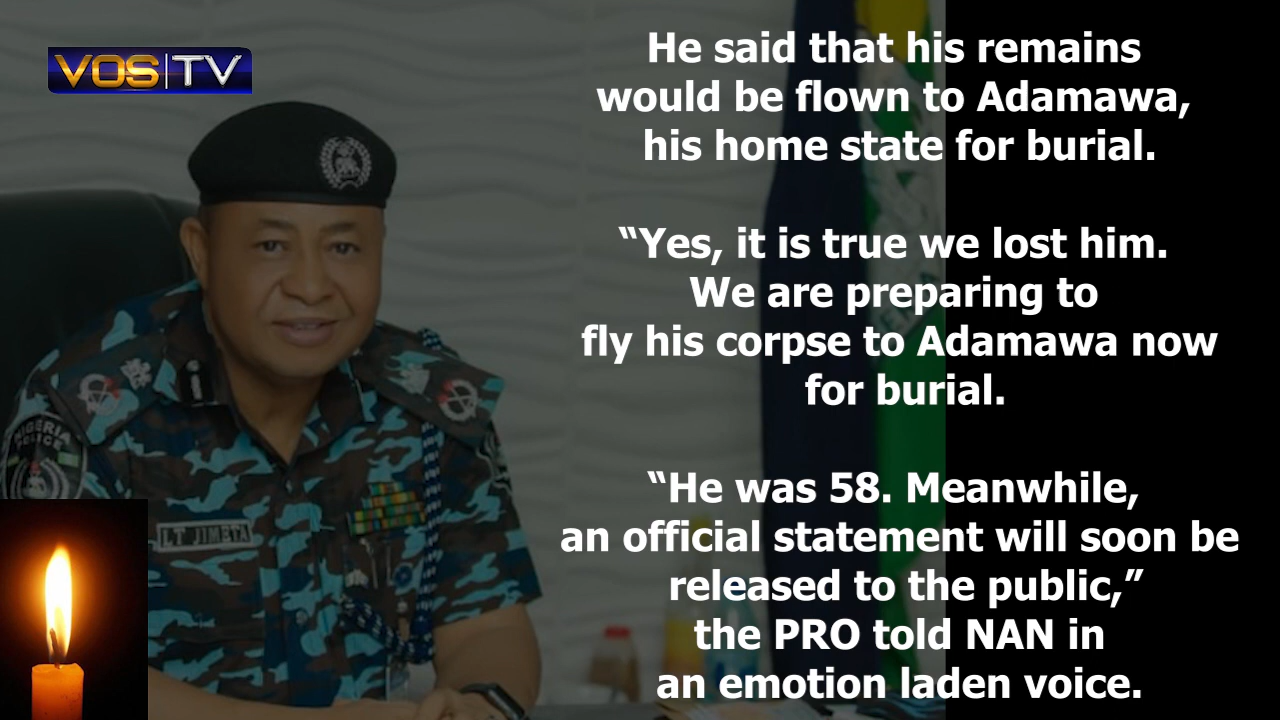 VOS TV
He said that his remains
would be flown to Adamawa,
his home state for burial.
“Yes, it is true we lost him.
We are preparing to
fly his corpse to Adamawa now
for burial.
“He was 58. Meanwhile,
an official statement will soon be
released to the public,”
the PRO told NAN in
an emotion laden voice.
NIGERIA
POLICE
LT JIMETA